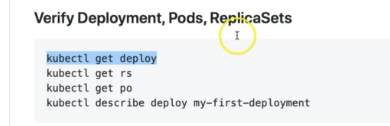 Verify Deployment, Pods, ReplicaSets
kubectl get deploy
kubectl get rs
kubectl get po
kubectl describe deploy my-first-deployment